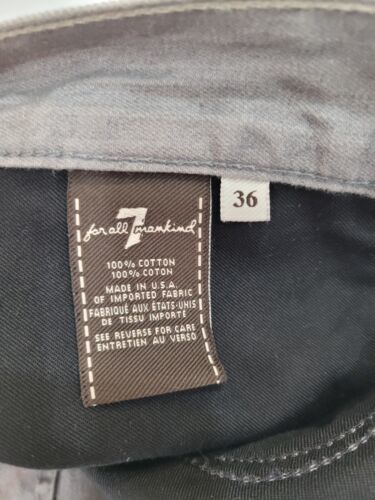 for all 7 mankind
36
100% COTTON
100% COTON
MADE IN U.S.A.
OF IMPORTED FABRIC
FABRIQUÉ AUX ÉTATS-UNIS
DE TISSU IMPORTÉ
SEE REVERSE FOR CARE
ENTRETIEN AU VERSO